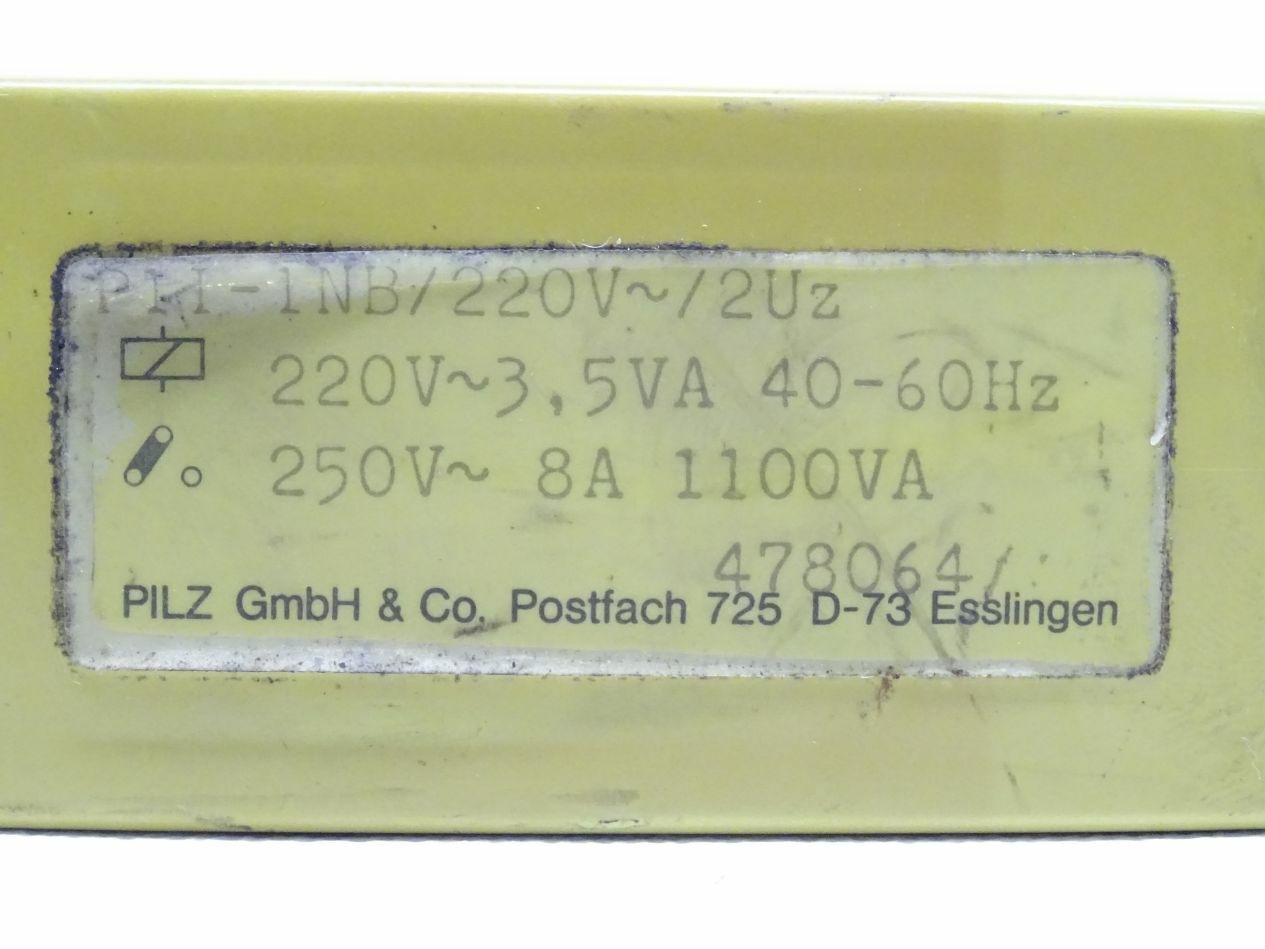 PII-1NB/220V~/2Uz
220V~3,5VA 40-60Hz
250V~ 8A 1100VA
478064/
PILZ GmbH & Co. Postfach 725 D-73 Esslingen